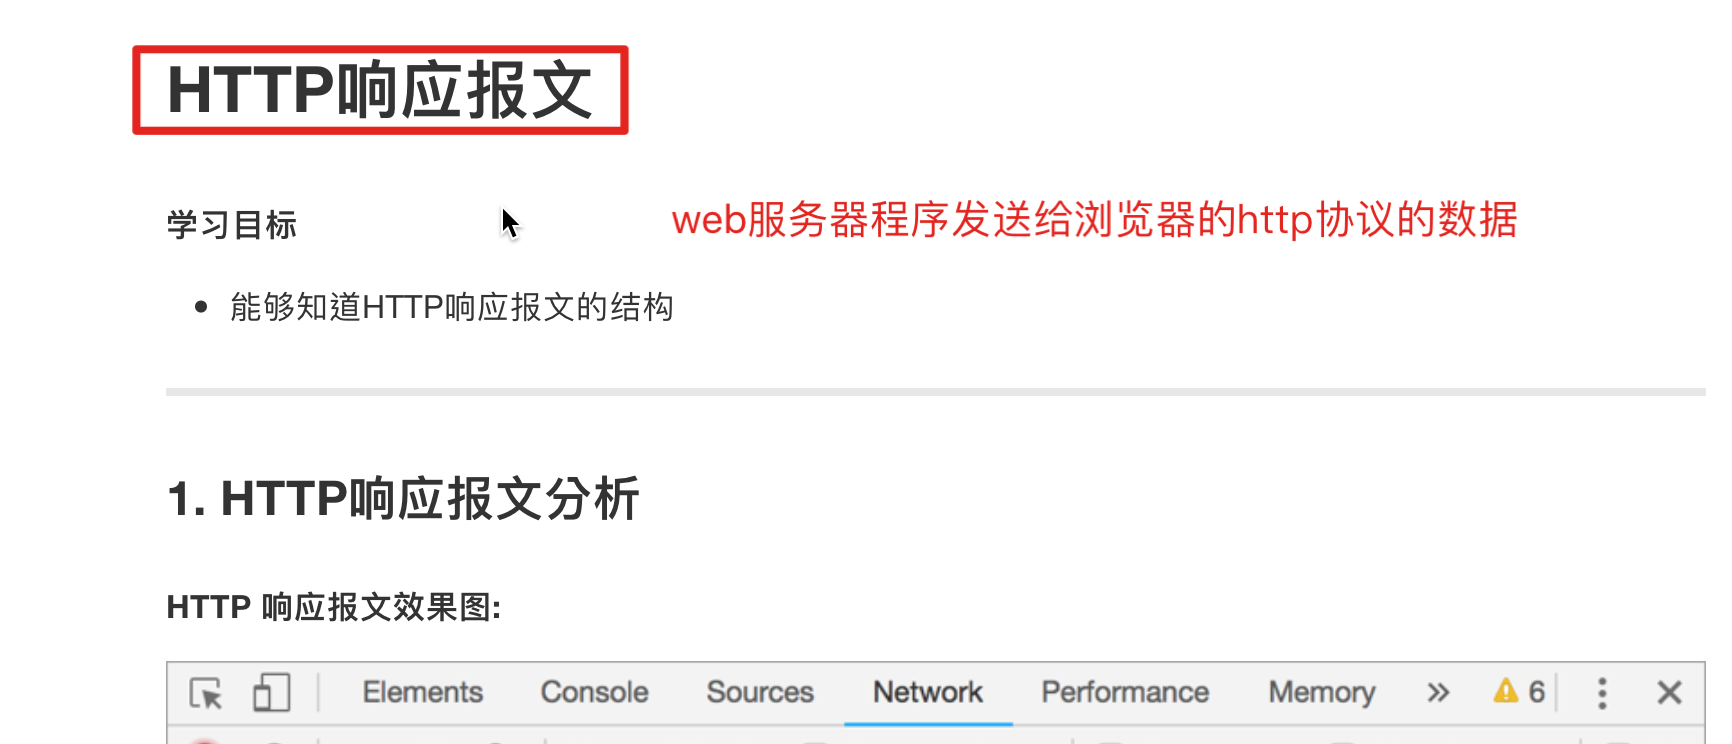 HTTP响应报文
学习目标
web服务器程序发送给浏览器的http协议的数据
能够知道HTTP响应报文的结构
1. HTTP响应报文分析
HTTP 响应报文效果图:
Elements Console Sources Network Performance Memory » 6